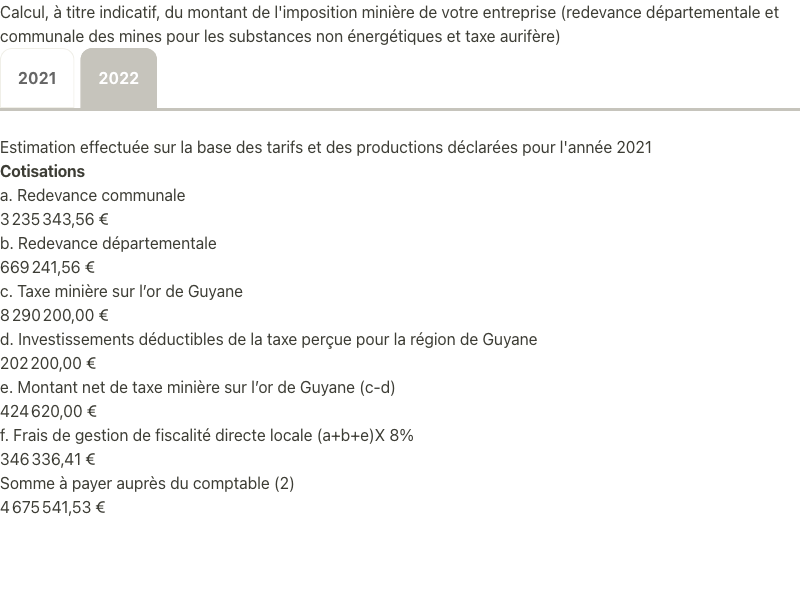 Calcul, à titre indicatif, du montant de l'imposition minière de votre entreprise (redevance départementale et
communale des mines pour les substances non énergétiques et taxe aurifère)
2021
2022
Estimation effectuée sur la base des tarifs et des productions déclarées pour l'année 2021
Cotisations
a. Redevance communale
3 235 343,56 €
b. Redevance départementale
669 241,56 €
c. Taxe minière sur l’or de Guyane
8 290 200,00 €
d. Investissements déductibles de la taxe perçue pour la région de Guyane
202 200,00 €
e. Montant net de taxe minière sur l’or de Guyane (c-d)
424 620,00 €
f. Frais de gestion de fiscalité directe locale (a+b+e)X 8%
346 336,41 €
Somme à payer auprès du comptable (2)
4 675 541,53 €